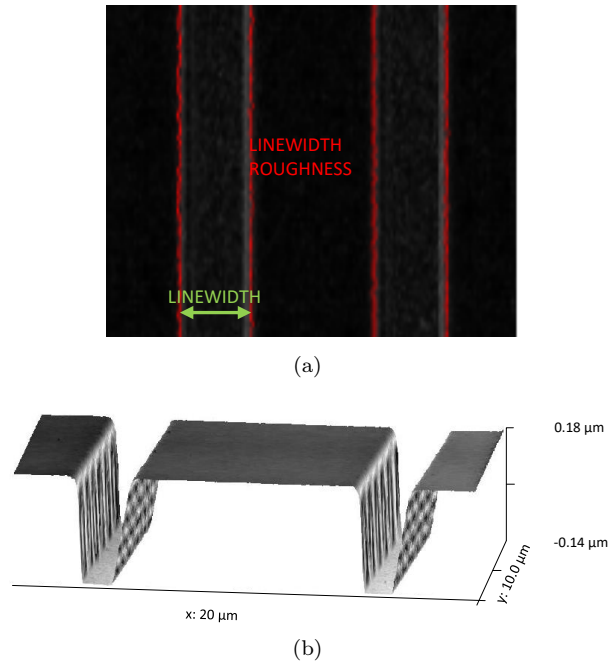 LINEWIDTH
ROUGHNESS
LINEWIDTH
(a)
0.18 µm
-0.14 µm
y: 10.0 µm
x: 20 µm
(b)